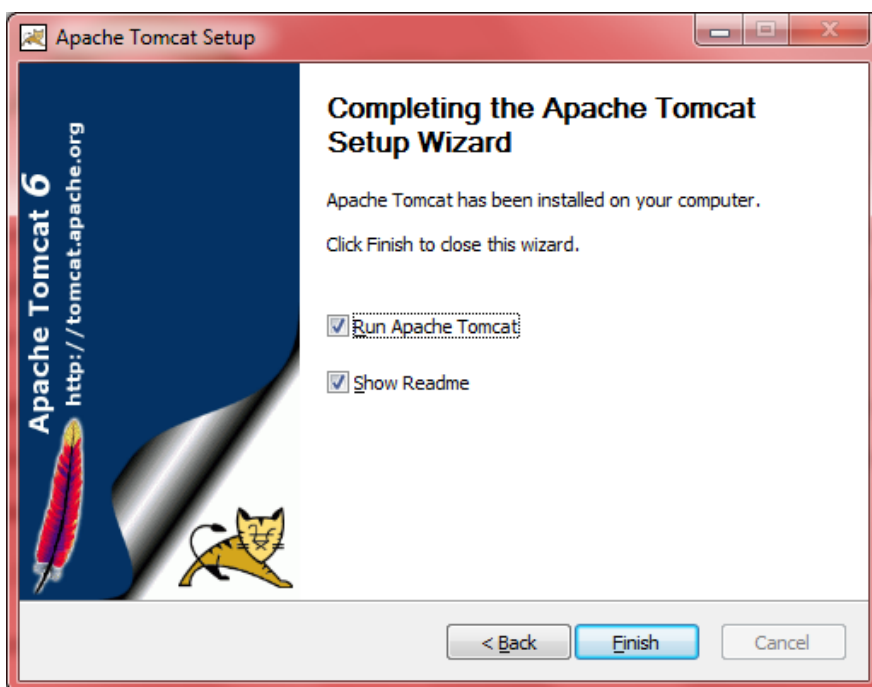 Apache Tomcat Setup
Apache Tomcat 6
http://tomcat.apache.org
Completing the Apache Tomcat
Setup Wizard
Apache Tomcat has been installed on your computer.
Click Finish to close this wizard.
Run Apache Tomcat
Show Readme
< Back
Finish
Cancel